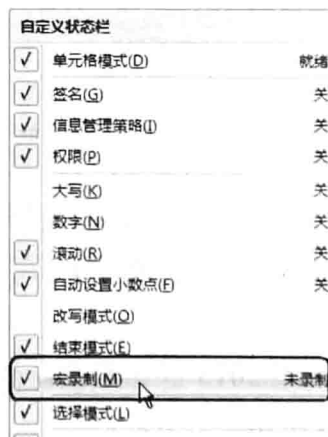 自定义状态栏
单元格模式(D) 就绪
签名(G) 关
信息管理策略(I) 关
权限(P) 关
大写(K) 关
数字(N) 关
滚动(R) 关
自动设置小数点(F) 关
改写模式(O)
结束模式(E)
宏录制(M) 未录制
选择模式(L)